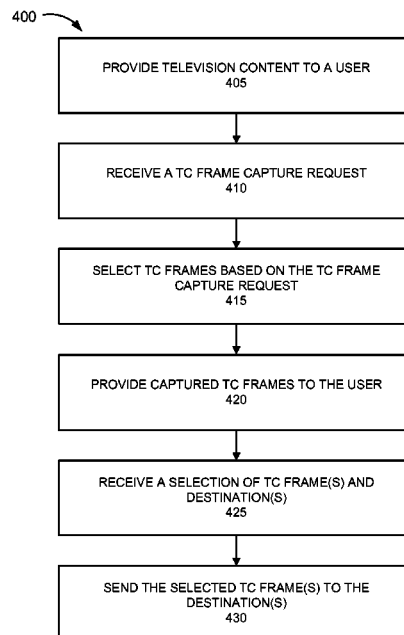 400
PROVIDE TELEVISION CONTENT TO A USER
405
RECEIVE A TC FRAME CAPTURE REQUEST
410
SELECT TC FRAMES BASED ON THE TC FRAME
CAPTURE REQUEST
415
PROVIDE CAPTURED TC FRAMES TO THE USER
420
RECEIVE A SELECTION OF TC FRAME(S) AND
DESTINATION(S)
425
SEND THE SELECTED TC FRAME(S) TO THE
DESTINATION(S)
430